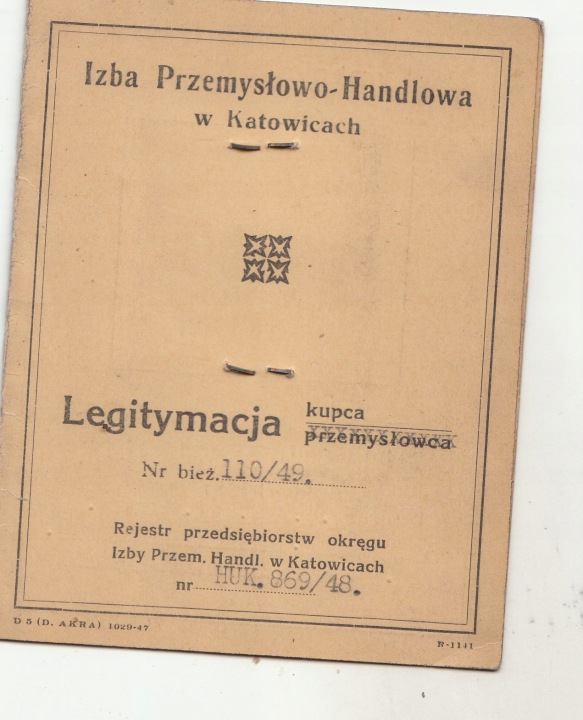 Izba Przemysłowo-Handlowa
w Katowicach
Legitymacja kupca
przemysłowca
Nr bież. 110/49.
Rejestr przedsiębiorstw okręgu
Izby Przem. Handl. w Katowicach
nr HUK. 869/48.
D 5 (D. AKRA) 1029-47
R-1141